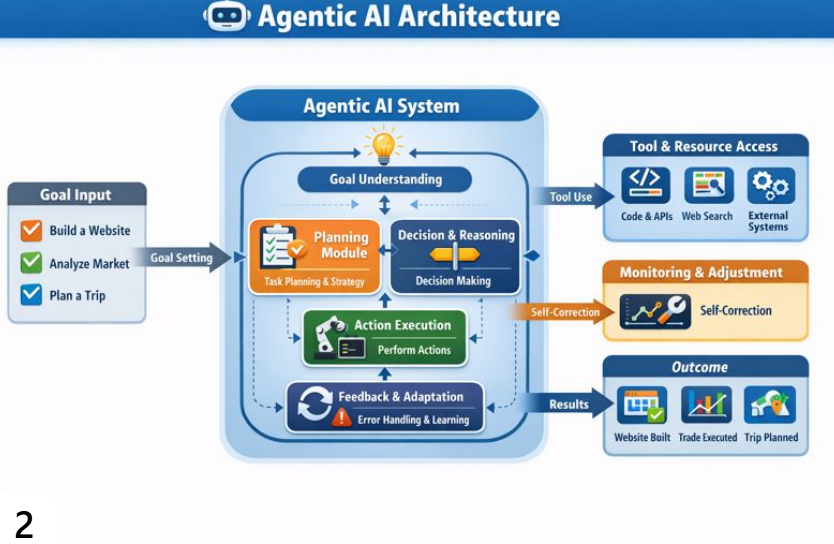 Agentic AI Architecture
Agentic AI System
Goal Understanding
Goal Input
Build a Website
Analyze Market
Plan a Trip
Goal Setting
Planning
Module
Task Planning & Strategy
Decision & Reasoning
Decision Making
Action Execution
Perform Actions
Feedback & Adaptation
Error Handling & Learning
Tool Use
Tool & Resource Access
</>
Code & APIs
Web Search
External
Systems
Self-Correction
Monitoring & Adjustment
Self-Correction
Results
Outcome
Website Built
Trade Executed
Trip Planned
2